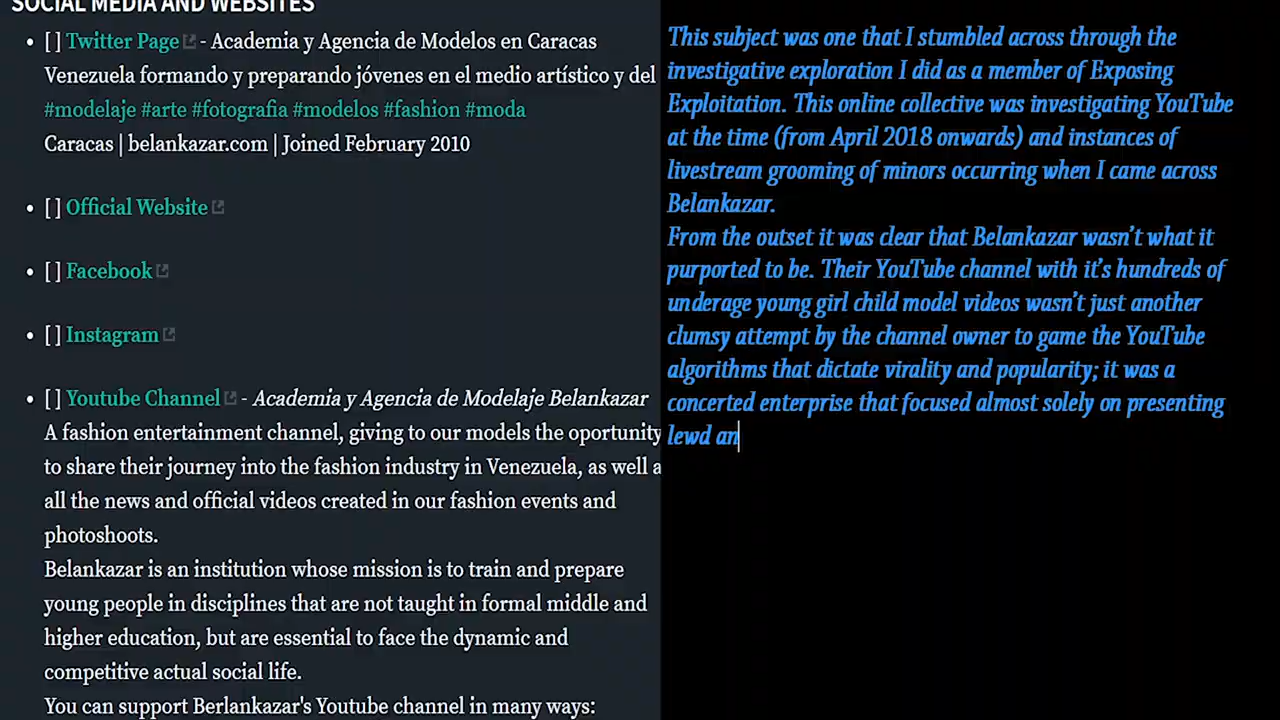 SOCIAL MEDIA AND WEBSITES
• [ ] Twitter Page - Academia y Agencia de Modelos en Caracas
Venezuela formando y preparando jóvenes en el medio artístico y del
#modelaje #arte #fotografia #modelos #fashion #moda
Caracas | belankazar.com | Joined February 2010
• [ ] Official Website
• [ ] Facebook
• [ ] Instagram
• [ ] Youtube Channel - Academia y Agencia de Modelaje Belankazar
A fashion entertainment channel, giving to our models the oportunity
to share their journey into the fashion industry in Venezuela, as well a
all the news and official videos created in our fashion events and
photoshoots.
Belankazar is an institution whose mission is to train and prepare
young people in disciplines that are not taught in formal middle and
higher education, but are essential to face the dynamic and
competitive actual social life.
You can support Berlankazar's Youtube channel in many ways:
This subject was one that I stumbled across through the
investigative exploration I did as a member of Exposing
Exploitation. This online collective was investigating YouTube
at the time (from April 2018 onwards) and instances of
livestream grooming of minors occurring when I came across
Belankazar.
From the outset it was clear that Belankazar wasn't what it
purported to be. Their YouTube channel with it's hundreds of
underage young girl child model videos wasn't just another
clumsy attempt by the channel owner to game the YouTube
algorithms that dictate virality and popularity; it was a
concerted enterprise that focused almost solely on presenting
lewd an